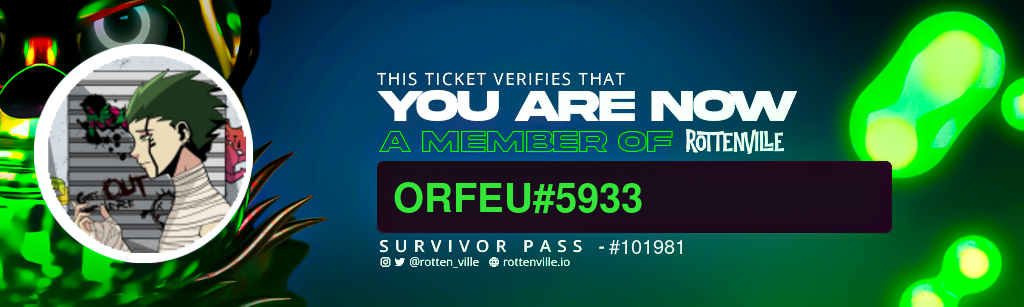 THIS TICKET VERIFIES THAT
YOU ARE NOW
A MEMBER OF ROTTENVILLE
ORFEU#5933
SURVIVOR PASS - #101981
@rotten_ville rottenville.io
OUT